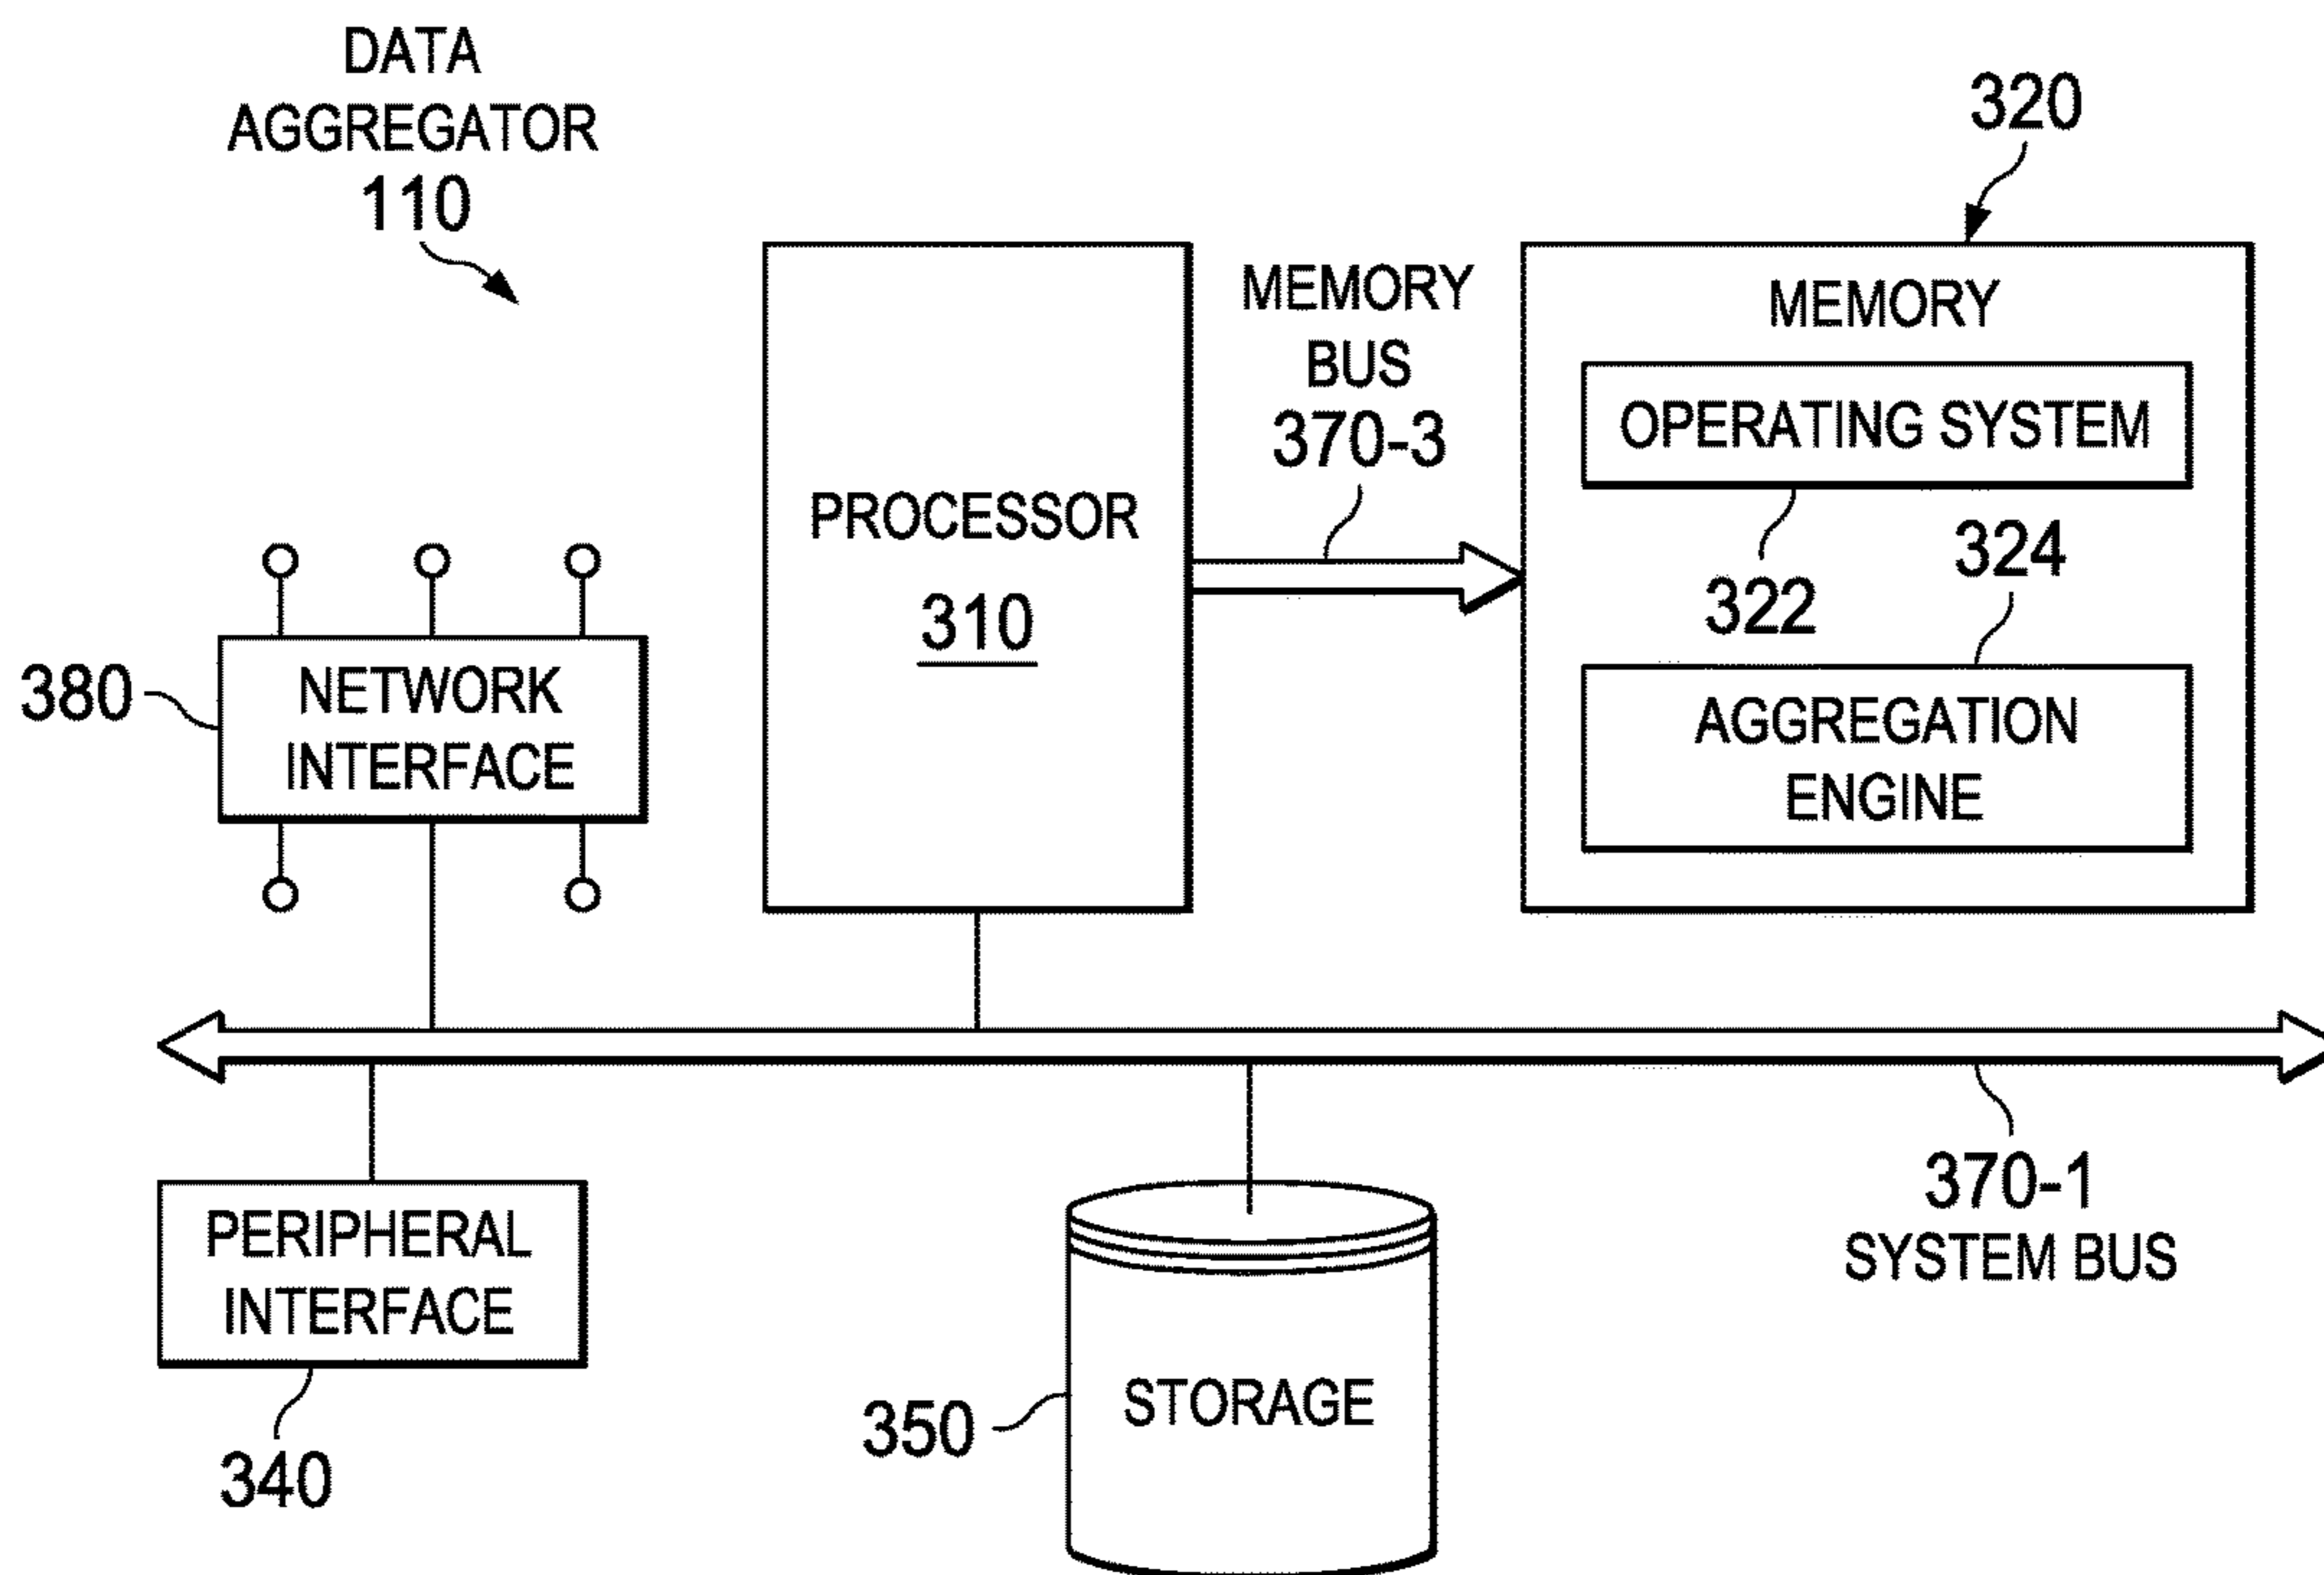 DATA
AGGREGATOR
110
320
MEMORY
BUS
370-3
MEMORY
OPERATING SYSTEM
322
324
AGGREGATION
ENGINE
PROCESSOR
310
380
NETWORK
INTERFACE
370-1
SYSTEM BUS
PERIPHERAL
INTERFACE
340
350
STORAGE